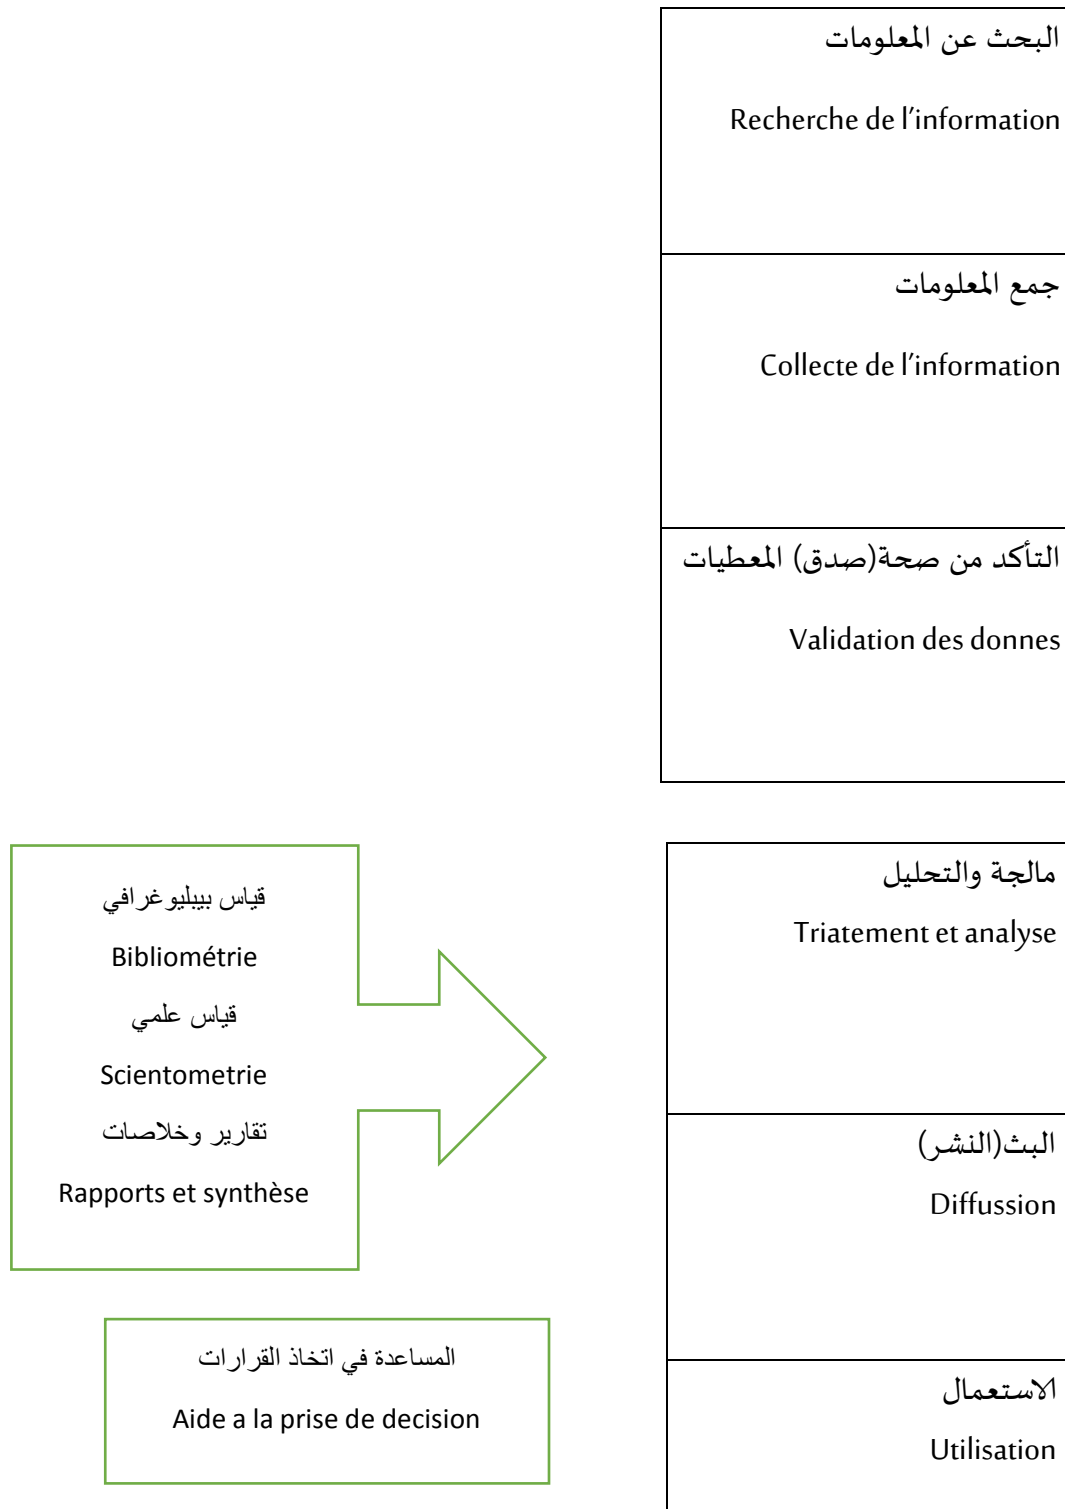 البحث عن المعلومات
Recherche de l’information
جمع المعلومات
Collecte de l’information
التأكد من صحة(صدق) المعطيات
Validation des donnes
مالجة والتحليل
Triatement et analyse
البث(النشر)
Diffussion
الاستعمال
Utilisation
قياس بيبليوغرافي
Bibliométrie
قياس علمي
Scientometrie
تقارير وخلاصات
Rapports et synthèse
المساعدة في اتخاذ القرارات
Aide a la prise de decision